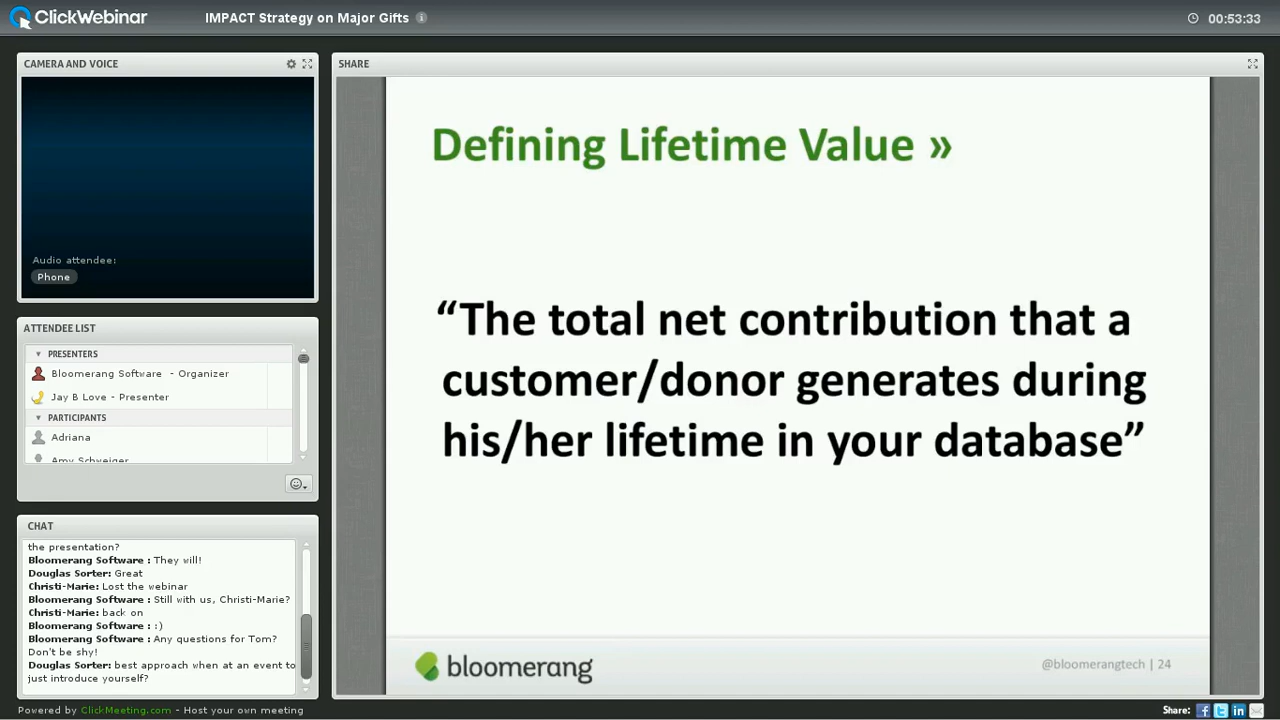 ClickWebinar
IMPACT Strategy on Major Gifts
00:53:33
CAMERA AND VOICE
Audio attendee:
Phone
ATTENDEE LIST
PRESENTERS
Bloomerang Software - Organizer
Jay B Love - Presenter
PARTICIPANTS
Adriana
Amy Schweiger
CHAT
the presentation?
Bloomerang Software : They will!
Douglas Sorter: Great
Christi-Marie: Lost the webinar
Bloomerang Software : Still with us, Christi-Marie?
Christi-Marie: back on
Bloomerang Software : :)
Bloomerang Software : Any questions for Tom?
Don't be shy!
Douglas Sorter: best approach when at an event to
just introduce yourself?
SHARE
Defining Lifetime Value »
“The total net contribution that a
customer/donor generates during
his/her lifetime in your database”
bloomerang
@bloomerangtech | 24
Powered by ClickMeeting.com - Host your own meeting
Share: